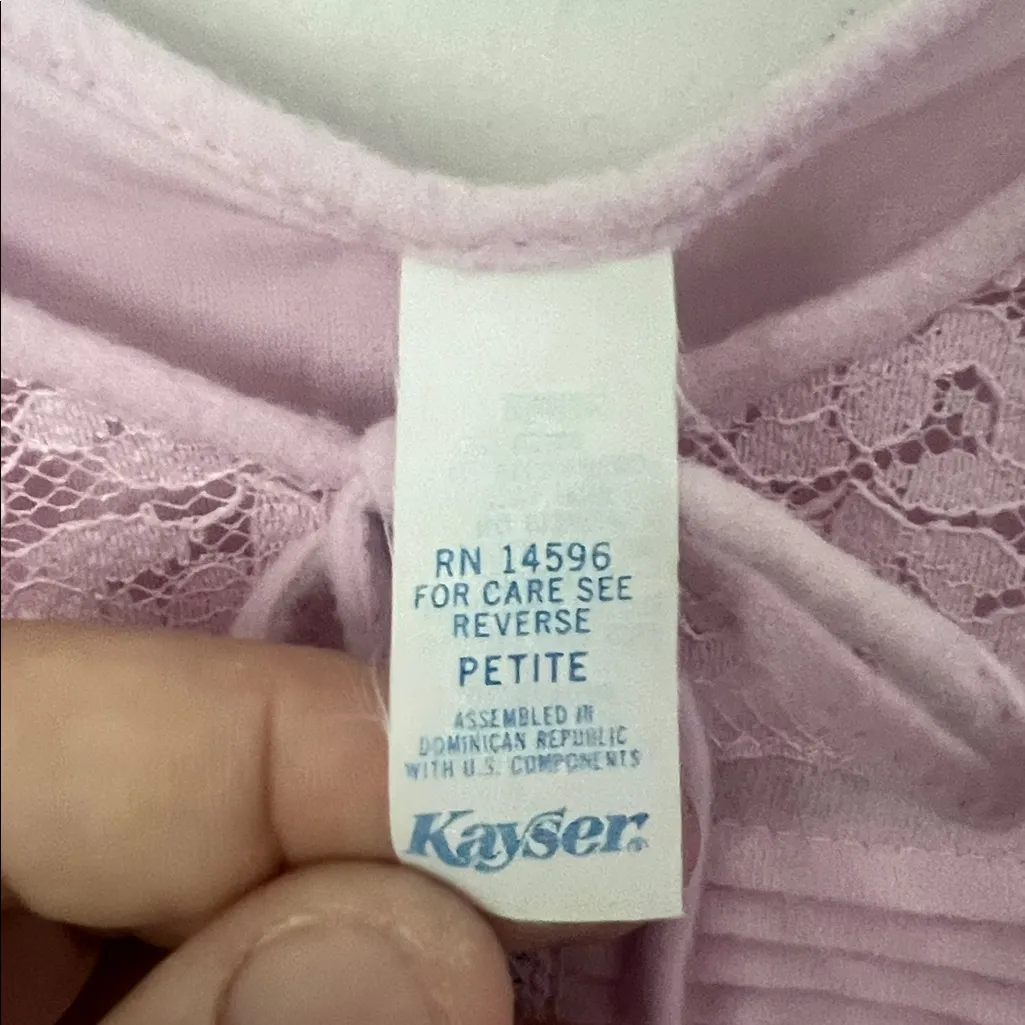 RN 14596
FOR CARE SEE
REVERSE
PETITE
ASSEMBLED IN
DOMINICAN REPUBLIC
WITH U.S. COMPONENTS
Kayser®